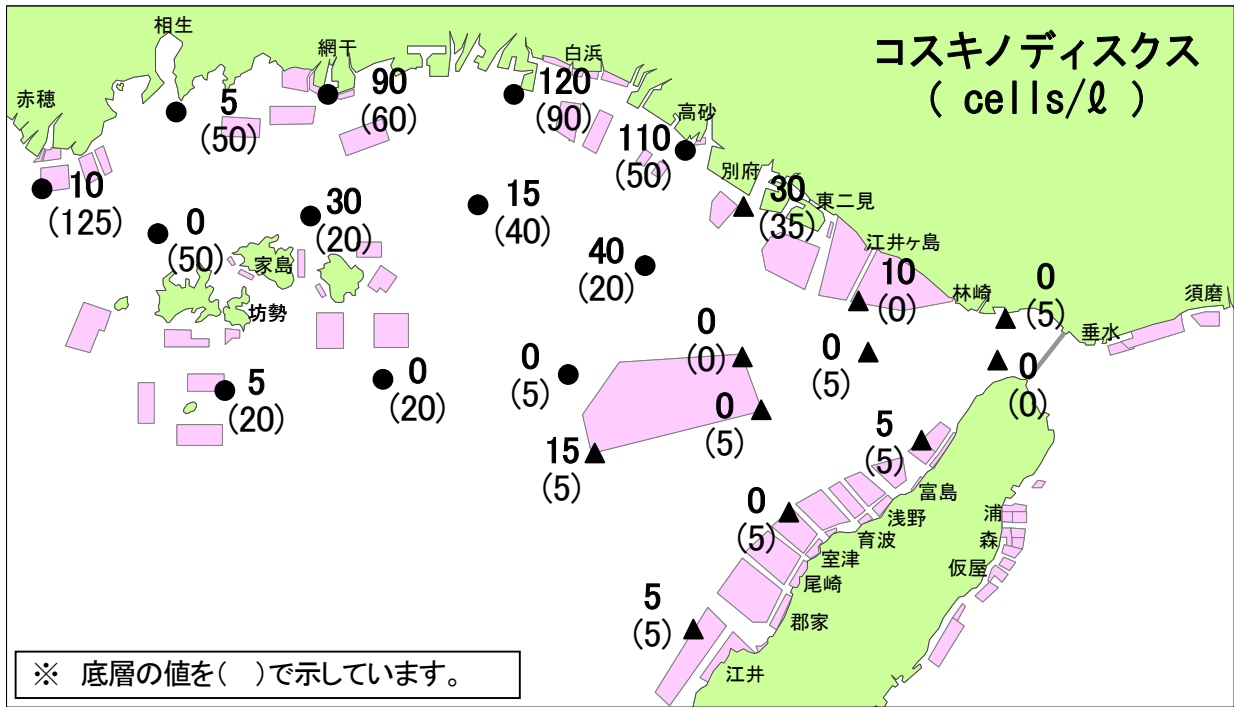 コスキノディスクス
( cells/ℓ )
相生
網干
白浜
赤穂
高砂
別府
東二見
江井ヶ島
林崎
須磨
垂水
家島
坊勢
富島
浅野
育波
室津
尾崎
郡家
江井
浦
森
仮屋
5
(50)
90
(60)
120
(90)
110
(50)
10
(125)
0
(50)
30
(20)
15
(40)
40
(20)
30
(35)
10
(0)
0
(5)
0
(0)
0
(5)
0
(0)
0
(5)
0
(5)
15
(5)
0
(20)
5
(20)
5
(5)
0
(5)
5
(5)
※ 底層の値を( )で示しています。